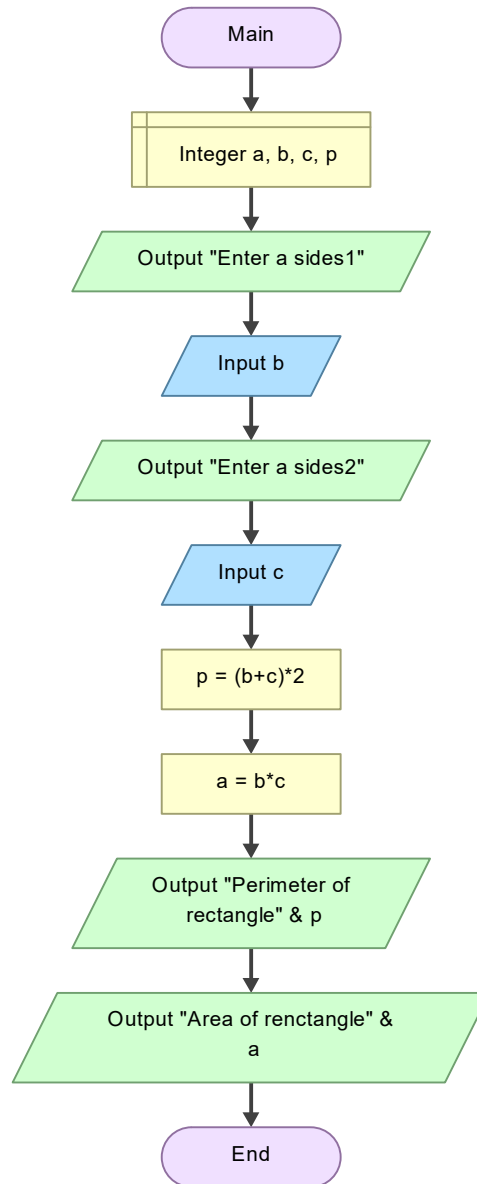 Main
Integer a, b, c, p
Output "Enter a sides1"
Input b
Output "Enter a sides2"
Input c
p = (b+c)*2
a = b*c
Output "Perimeter of
rectangle" & p
Output "Area of renctangle" &
a
End